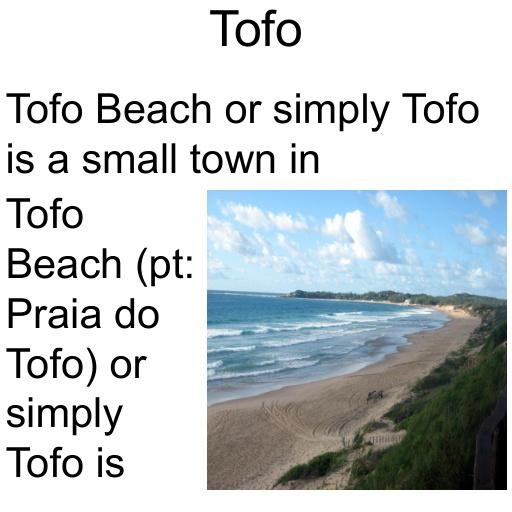 Tofo
Tofo Beach or simply Tofo
is a small town in
Tofo
Beach (pt:
Praia do
Tofo) or
simply
Tofo is